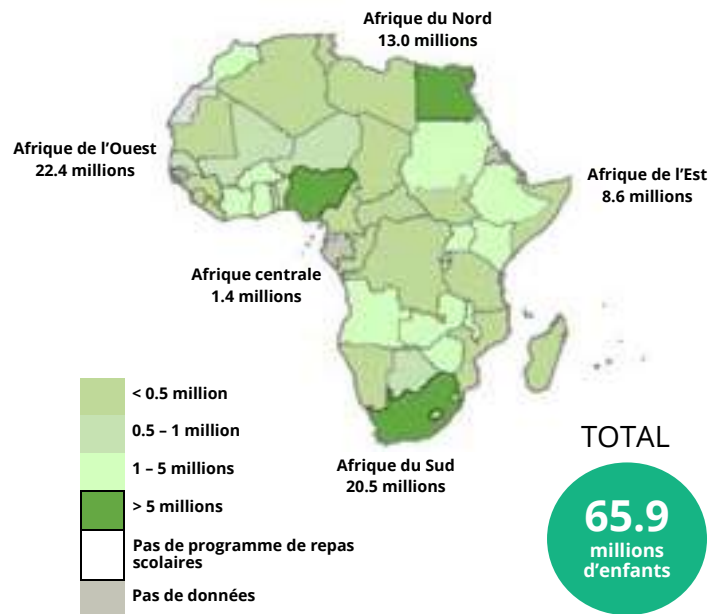 Afrique du Nord
13.0 millions
Afrique de l’Ouest
22.4 millions
Afrique de l’Est
8.6 millions
Afrique centrale
1.4 millions
< 0.5 million
0.5 – 1 million
1 – 5 millions
> 5 millions
Pas de programme de repas
scolaires
Pas de données
Afrique du Sud
20.5 millions
TOTAL
65.9
millions
d’enfants